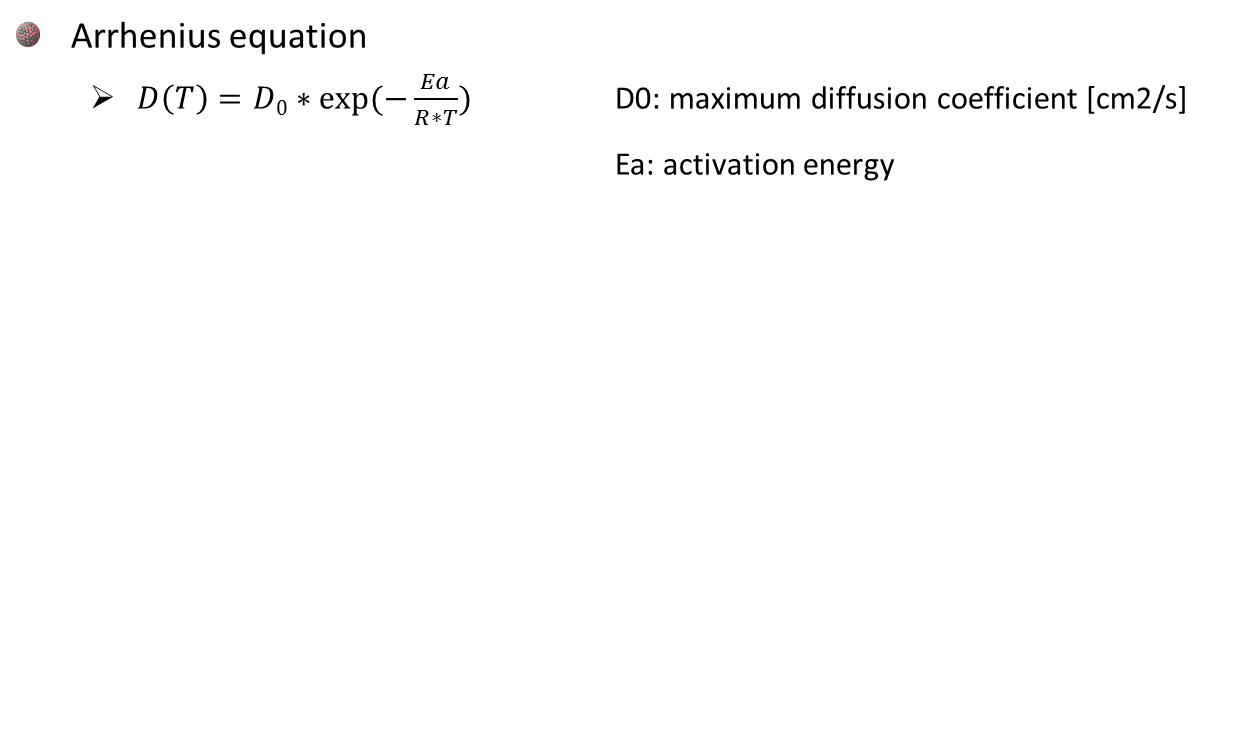 Arrhenius equation
➢ D(T) = D₀ ∗ exp(−Ea/(R∗T)) D0: maximum diffusion coefficient [cm2/s]
Ea: activation energy